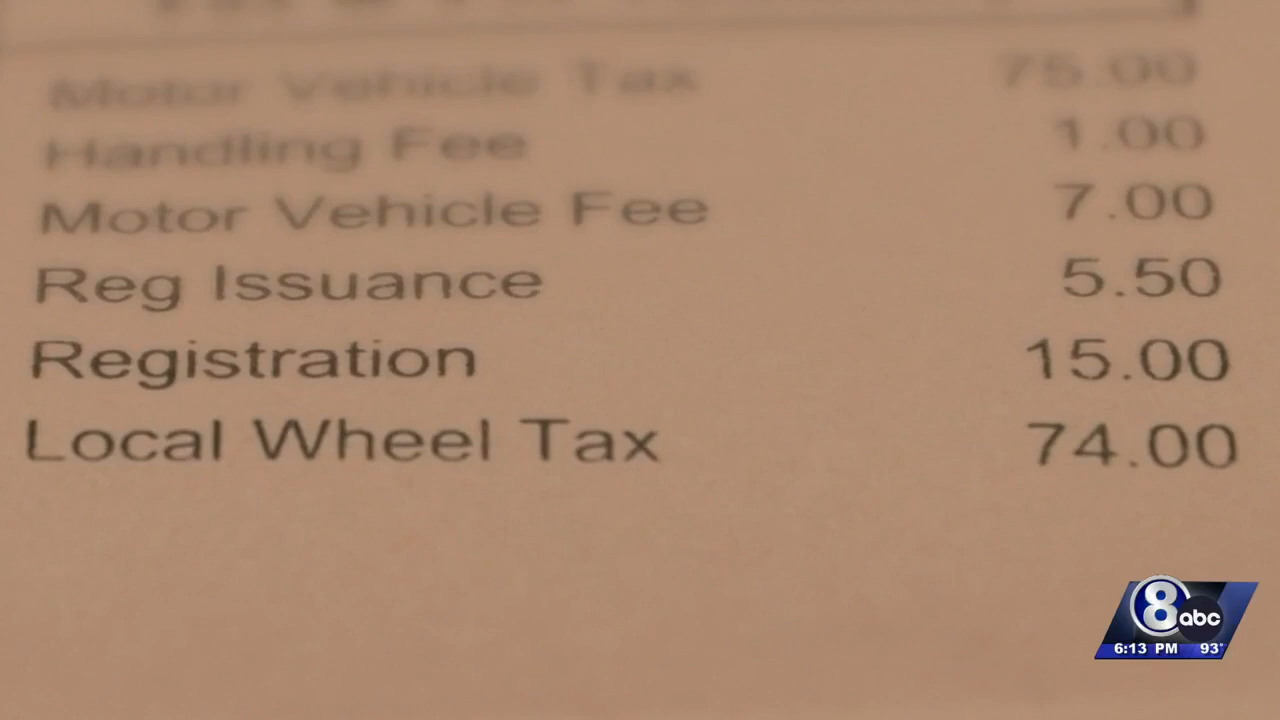 Motor Vehicle Tax 75.00
Handling Fee 1.00
Motor Vehicle Fee 7.00
Reg Issuance 5.50
Registration 15.00
Local Wheel Tax 74.00
8 abc
6:13 PM 93°